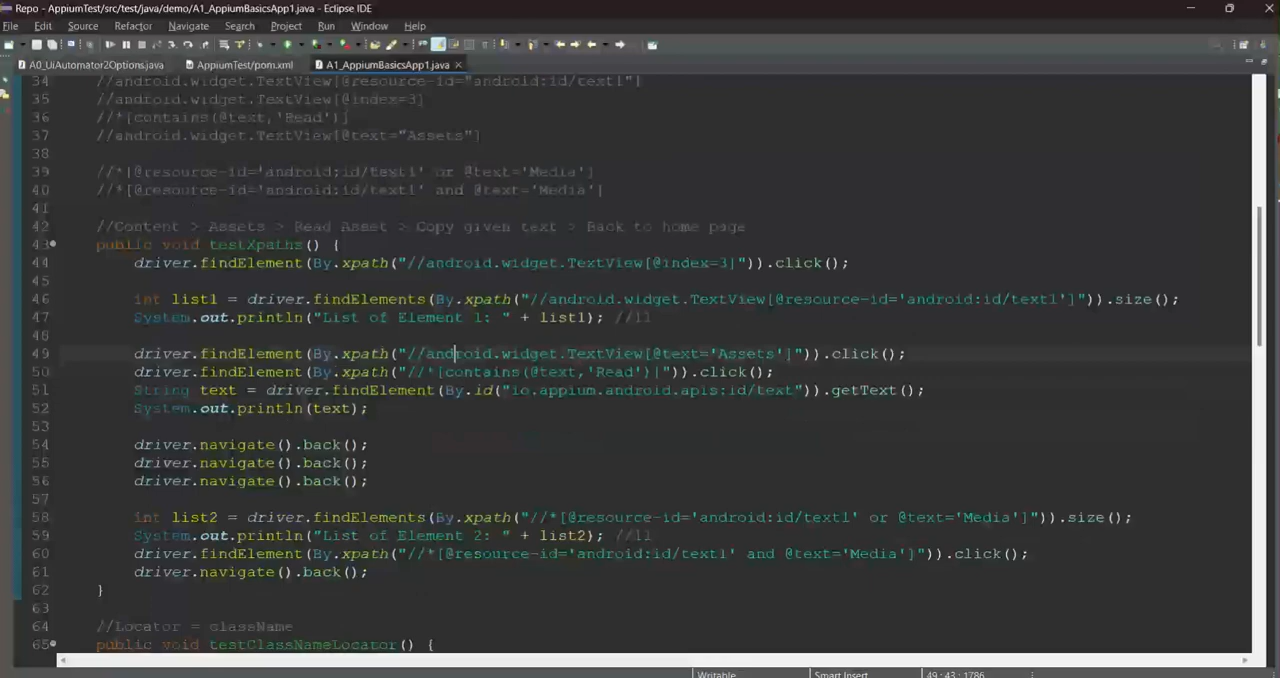 Repo - AppiumTest/src/test/java/demo/A1_AppiumBasicsApp1.java - Eclipse IDE
File Edit Source Refactor Navigate Search Project Run Window Help
A0_UiAutomator2Options.java AppiumTest/pom.xml A1_AppiumBasicsApp1.java
34 //android.widget.TextView[@resource-id="android:id/text1"]
35 //android.widget.TextView[@index=3]
36 //*[contains(@text,'Read')]
37 //android.widget.TextView[@text="Assets"]
38
39 //*[@resource-id='android:id/text1' or @text='Media']
40 //*[@resource-id='android:id/text1' and @text='Media']
41
42 //Content > Assets > Read Asset > Copy given text > Back to home page
43 public void testXpaths() {
44 driver.findElement(By.xpath("//android.widget.TextView[@index=3]")).click();
46 int list1 = driver.findElements(By.xpath("//android.widget.TextView[@resource-id='android:id/text1']")).size();
47 System.out.println("List of Element 1: " + list1); //11
48
49 driver.findElement(By.xpath("//android.widget.TextView[@text='Assets']")).click();
50 driver.findElement(By.xpath("//*[contains(@text,'Read')]")).click();
51 String text = driver.findElement(By.id("io.appium.android.apis:id/text")).getText();
52 System.out.println(text);
53
54 driver.navigate().back();
55 driver.navigate().back();
56 driver.navigate().back();
57
58 int list2 = driver.findElements(By.xpath("//*[@resource-id='android:id/text1' or @text='Media']")).size();
59 System.out.println("List of Element 2: " + list2); //11
60 driver.findElement(By.xpath("//*[@resource-id='android:id/text1' and @text='Media']")).click();
61 driver.navigate().back();
62 }
63
64 //Locator = className
65 public void testClassNameLocator() {
Writable Smart Insert 49 : 43 : 1786